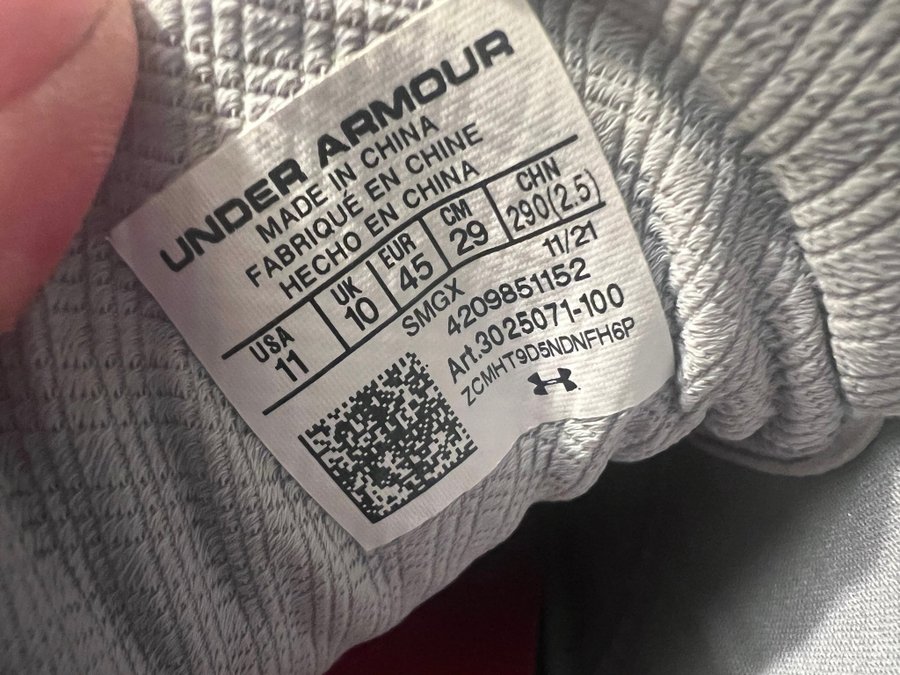 UNDER ARMOUR
MADE IN CHINA
FABRIQUÉ EN CHINE
HECHO EN CHINA
USA UK EUR CM CHN
11 10 45 29 290(2.5)
SMGX 11/21
4209851152
Art.3025071-100
ZCMHT9D5NDNFH6P